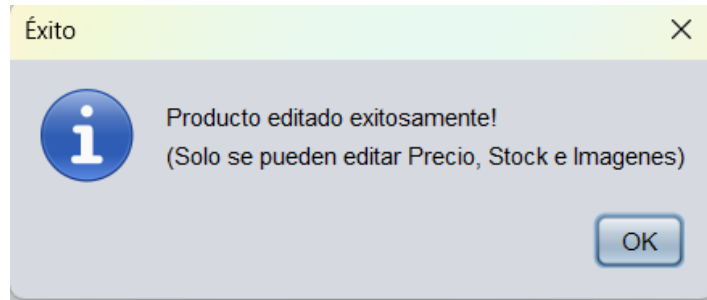 Éxito
Producto editado exitosamente!
(Solo se pueden editar Precio, Stock e Imagenes)
OK